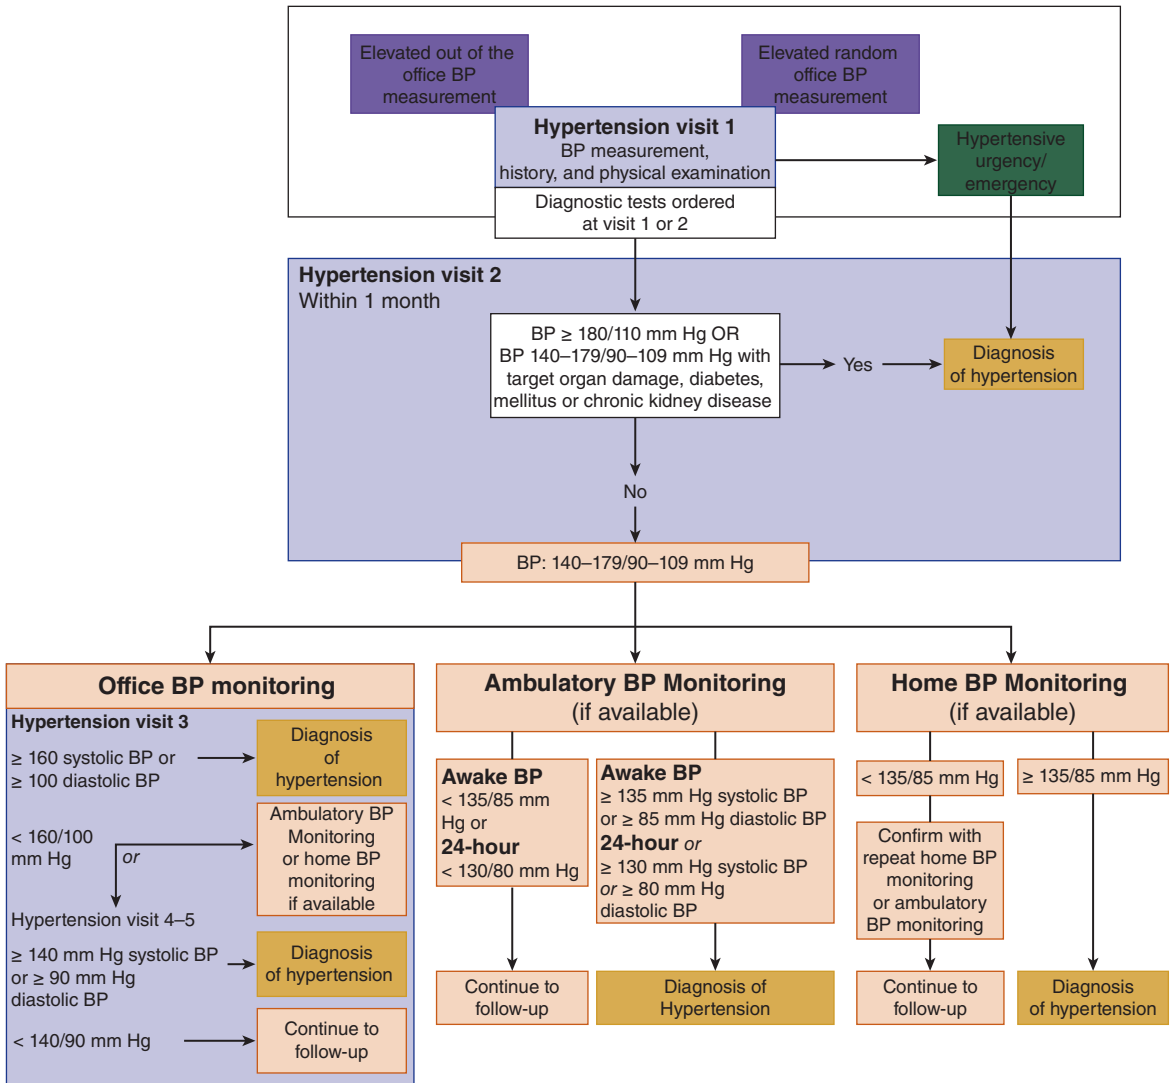 Elevated out of the
office BP
measurement
Elevated random
office BP
measurement
Hypertension visit 1
BP measurement,
history, and physical examination
Diagnostic tests ordered
at visit 1 or 2
Hypertensive
urgency/
emergency
Hypertension visit 2
Within 1 month
BP ≥ 180/110 mm Hg OR
BP 140–179/90–109 mm Hg with
target organ damage, diabetes,
mellitus or chronic kidney disease
Yes
Diagnosis
of hypertension
No
BP: 140–179/90–109 mm Hg
Office BP monitoring
Hypertension visit 3
≥ 160 systolic BP or
≥ 100 diastolic BP
Diagnosis
of
hypertension
< 160/100
mm Hg
or
Ambulatory BP
Monitoring
or home BP
monitoring
if available
Hypertension visit 4–5
≥ 140 mm Hg systolic BP
or ≥ 90 mm Hg
diastolic BP
Diagnosis
of hypertension
< 140/90 mm Hg
Continue to
follow-up
Ambulatory BP Monitoring
(if available)
Awake BP
< 135/85 mm
Hg or
24-hour
< 130/80 mm Hg
Continue to
follow-up
Awake BP
≥ 135 mm Hg systolic BP
or ≥ 85 mm Hg diastolic BP
24-hour or
≥ 130 mm Hg systolic BP
or ≥ 80 mm Hg
diastolic BP
Diagnosis of
Hypertension
Home BP Monitoring
(if available)
< 135/85 mm Hg
Confirm with
repeat home BP
monitoring
or ambulatory
BP monitoring
Continue to
follow-up
≥ 135/85 mm Hg
Diagnosis
of hypertension